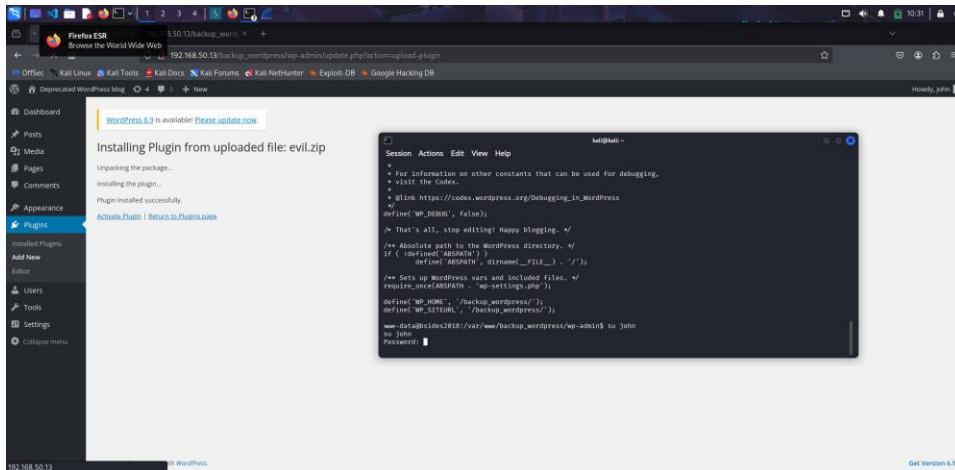 1 2 3 4
10:31
Firefox ESR
Browse the World Wide Web
8.50.13/backup_word
192.168.50.13/backup_wordpress/wp-admin/update.php?action=upload-plugin
OffSec Kali Linux Kali Tools Kali Docs Kali Forums Kali NetHunter Exploit-DB Google Hacking DB
Deprecated WordPress blog 4 0 + New
Howdy, john
Dashboard
Posts
Media
Pages
Comments
Appearance
Plugins
Installed Plugins
Add New
Editor
Users
Tools
Settings
Collapse menu
WordPress 6.9 is available! Please update now.
Installing Plugin from uploaded file: evil.zip
Unpacking the package...
Installing the plugin...
Plugin installed successfully.
Activate Plugin | Return to Plugins page
kali@kali: ~
Session Actions Edit View Help
*
* For information on other constants that can be used for debugging,
* visit the Codex.
*
* @link https://codex.wordpress.org/Debugging_in_WordPress
*/
define('WP_DEBUG', false);
/* That's all, stop editing! Happy blogging. */
/** Absolute path to the WordPress directory. */
if ( !defined('ABSPATH') )
define('ABSPATH', dirname(__FILE__) . '/');
/** Sets up WordPress vars and included files. */
require_once(ABSPATH . 'wp-settings.php');
define('WP_HOME', '/backup_wordpress/');
define('WP_SITEURL', '/backup_wordpress/');
www-data@bsides2018:/var/www/backup_wordpress/wp-admin$ su john
su john
Password:
192.168.50.13
th WordPress.
Get Version 6.9